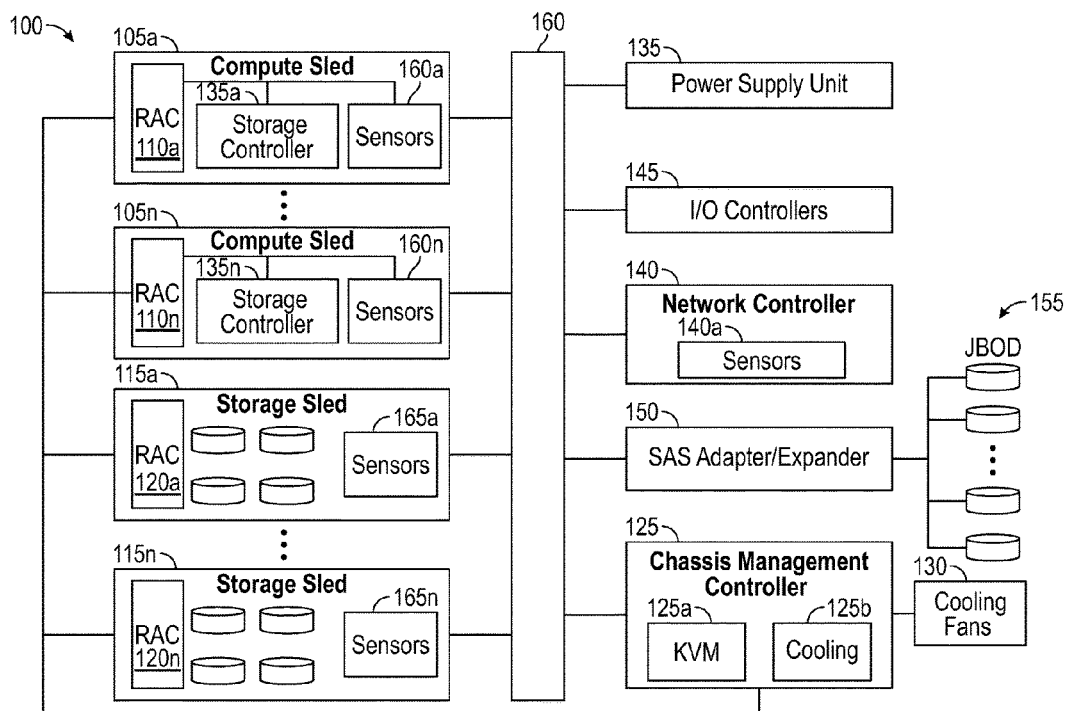 100
105a
Compute Sled
160a
RAC
110a
135a
Storage
Controller
Sensors
105n
Compute Sled
160n
RAC
110n
135n
Storage
Controller
Sensors
115a
Storage Sled
165a
RAC
120a
Sensors
115n
Storage Sled
165n
RAC
120n
Sensors
160
135
Power Supply Unit
145
I/O Controllers
140
Network Controller
140a
Sensors
155
JBOD
150
SAS Adapter/Expander
125
Chassis Management
Controller
125a
KVM
125b
Cooling
130
Cooling
Fans